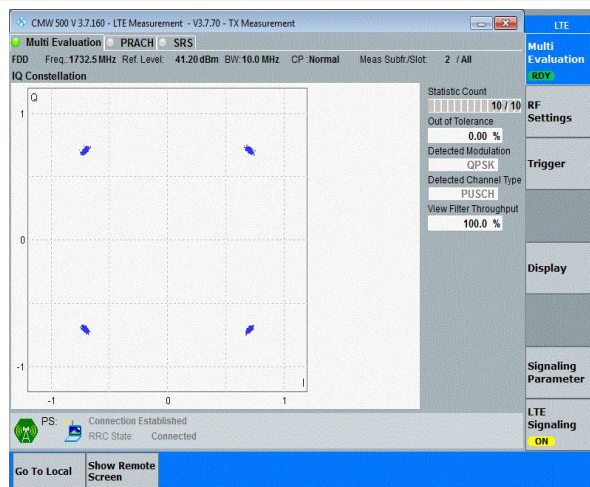 CMW 500 V 3.7.160 - LTE Measurement - V3.7.70 - TX Measurement
LTE
Multi Evaluation PRACH SRS
FDD Freq.:1732.5 MHz Ref. Level: 41.20 dBm BW:10.0 MHz CP :Normal Meas Subfr./Slot: 2 / All
IQ Constellation
Q
1
0
-1
-1 0 1
I
Statistic Count
10 / 10
Out of Tolerance
0.00 %
Detected Modulation
QPSK
Detected Channel Type
PUSCH
View Filter Throughput
100.0 %
Multi
Evaluation
RDY
RF
Settings
Trigger
Display
Signaling
Parameter
LTE
Signaling
ON
PS: Connection Established
RRC State: Connected
Go To Local
Show Remote
Screen